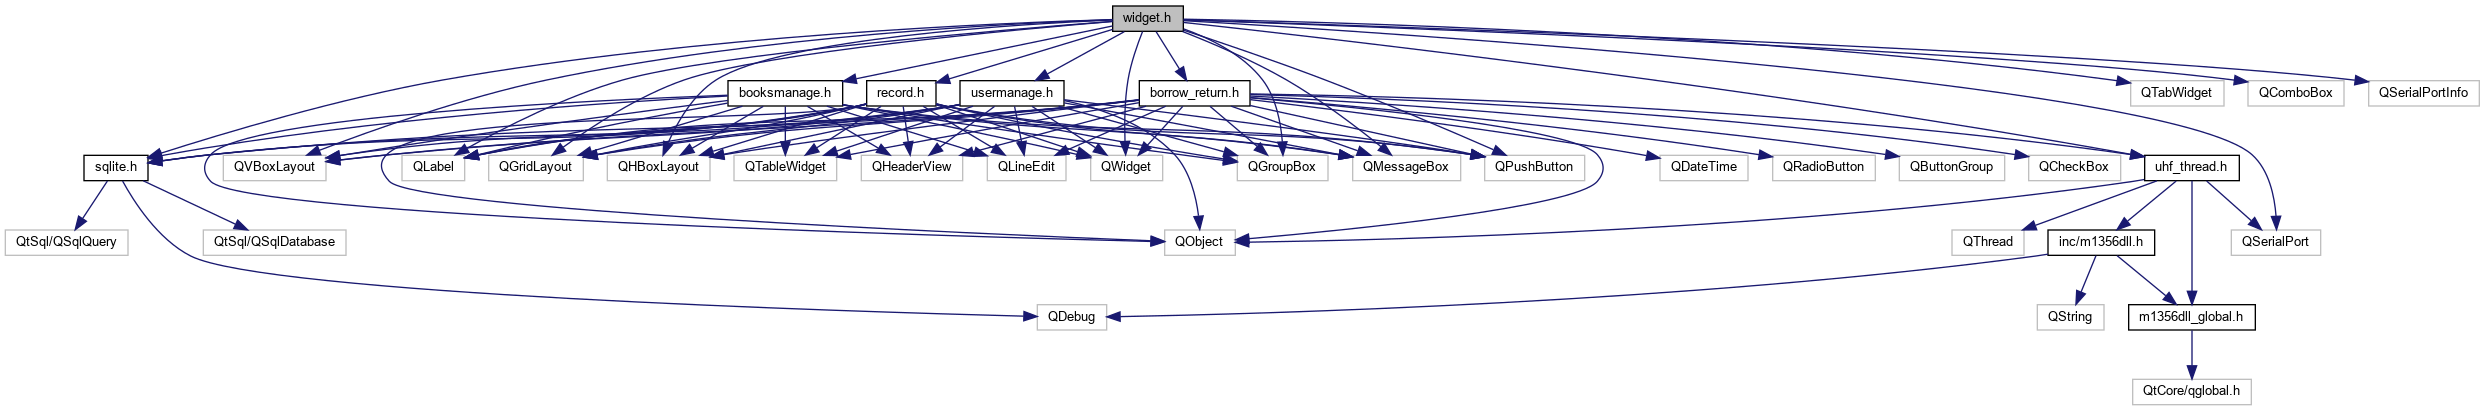 widget.h
booksmanage.h
record.h
usermanage.h
borrow_return.h
QTabWidget
QComboBox
QSerialPortInfo
sqlite.h
QVBoxLayout
QLabel
QGridLayout
QHBoxLayout
QTableWidget
QHeaderView
QLineEdit
QWidget
QGroupBox
QMessageBox
QPushButton
QDateTime
QRadioButton
QButtonGroup
QCheckBox
uhf_thread.h
QtSql/QSqlQuery
QtSql/QSqlDatabase
QObject
QThread
inc/m1356dll.h
QSerialPort
QDebug
QString
m1356dll_global.h
QtCore/qglobal.h